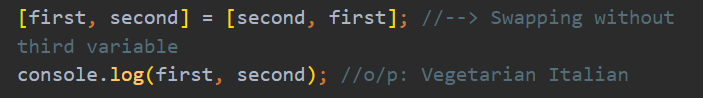 [first, second] = [second, first]; //--> Swapping without
third variable
console.log(first, second); //o/p: Vegetarian Italian